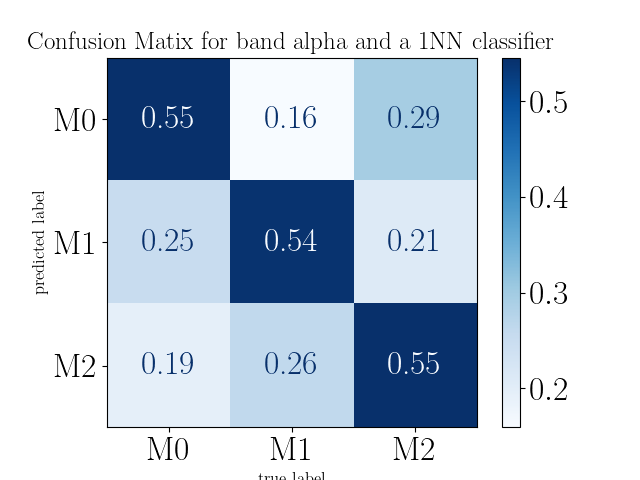 Confusion Matix for band alpha and a 1NN classifier
M0 0.55 0.16 0.29
M1 0.25 0.54 0.21
M2 0.19 0.26 0.55
M0 M1 M2
predicted label
true label
0.5
0.4
0.3
0.2